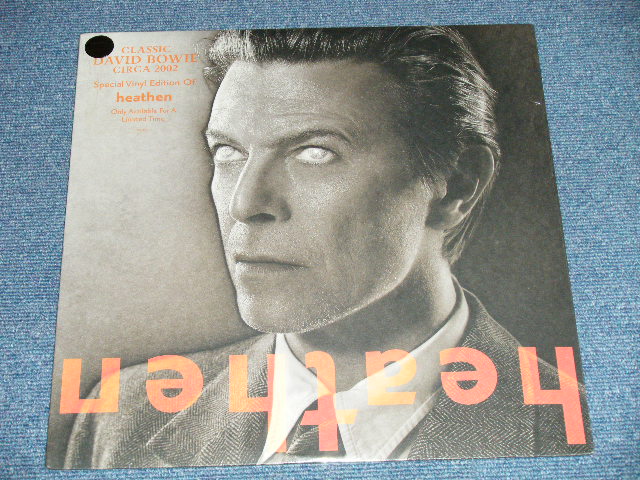 CLASSIC
DAVID BOWIE
CIRCA 2002
Special Vinyl Edition Of
heathen
Only Available For A
Limited Time
heathen